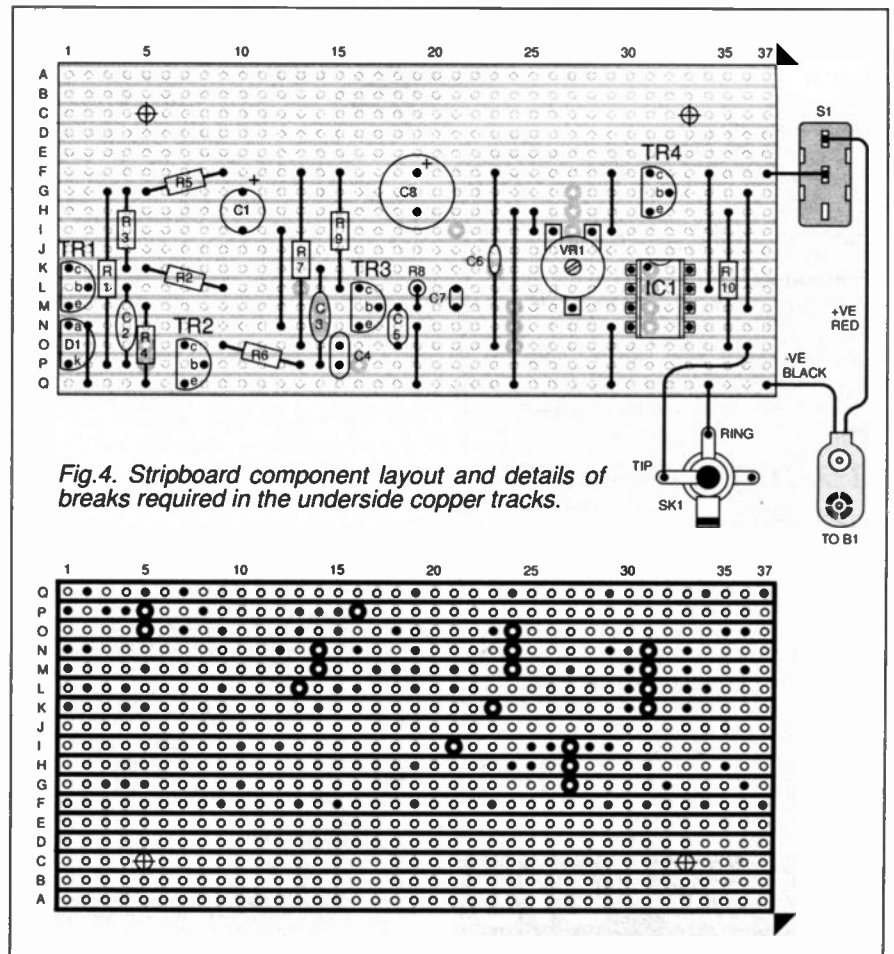 1 5 10 15 20 25 30 35 37
A
B
C
D
E
F
G
H
I
J
K
L
M
N
O
P
Q
S1
TR4
c
b
e
R5
C1
+
C8
+
R3
R9
TR1
c
b
e
R2
R7
TR3
c
b
e
R8
C6
VR1
C7
IC1
R10
a
D1
k
C2
R4
TR2
c
b
e
R6
C3
C4
C5
+VE
RED
-VE
BLACK
RING
TIP
SK1
TO B1
Fig.4. Stripboard component layout and details of
breaks required in the underside copper tracks.
1 5 10 15 20 25 30 35 37
Q
P
O
N
M
L
K
J
I
H
G
F
E
D
C
B
A